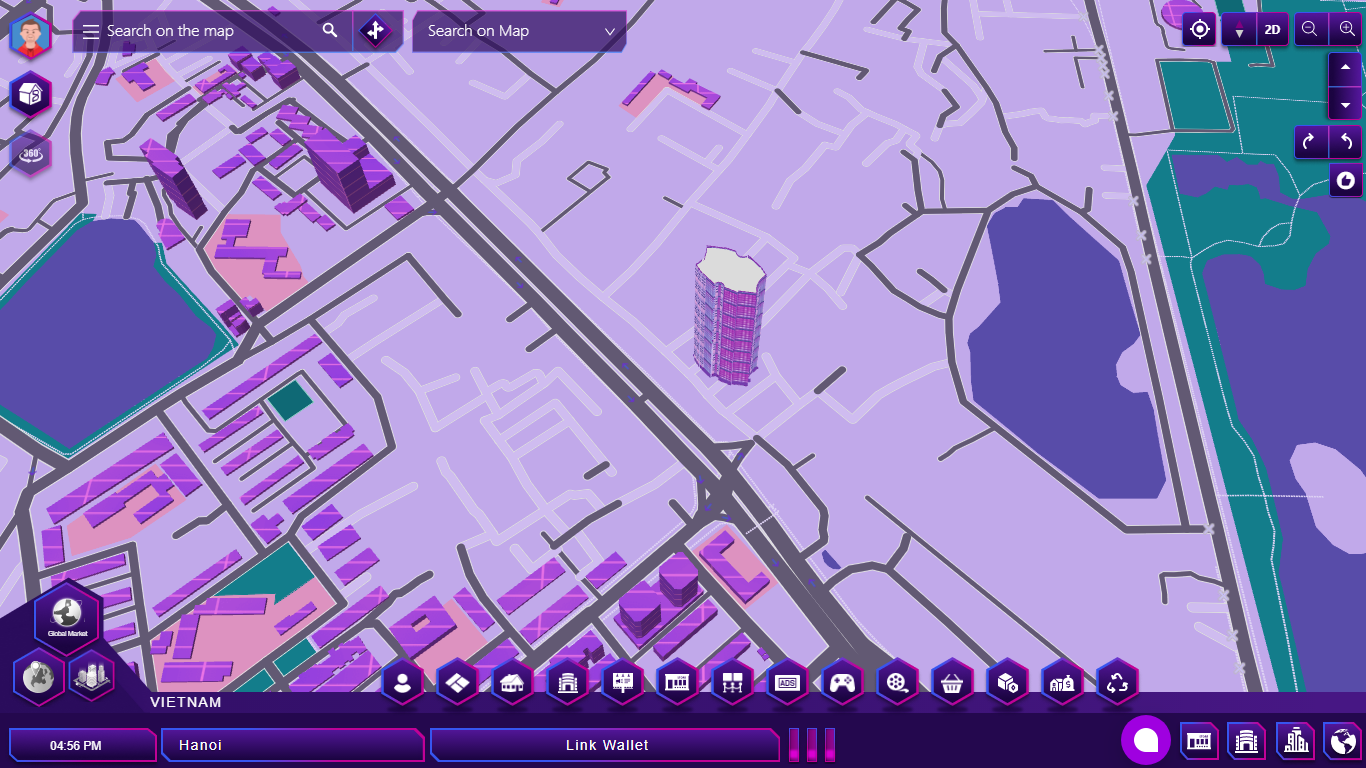 Search on the map
Search on Map
2D
360°
Global Market
ADS
VIETNAM
04:56 PM
Hanoi
Link Wallet